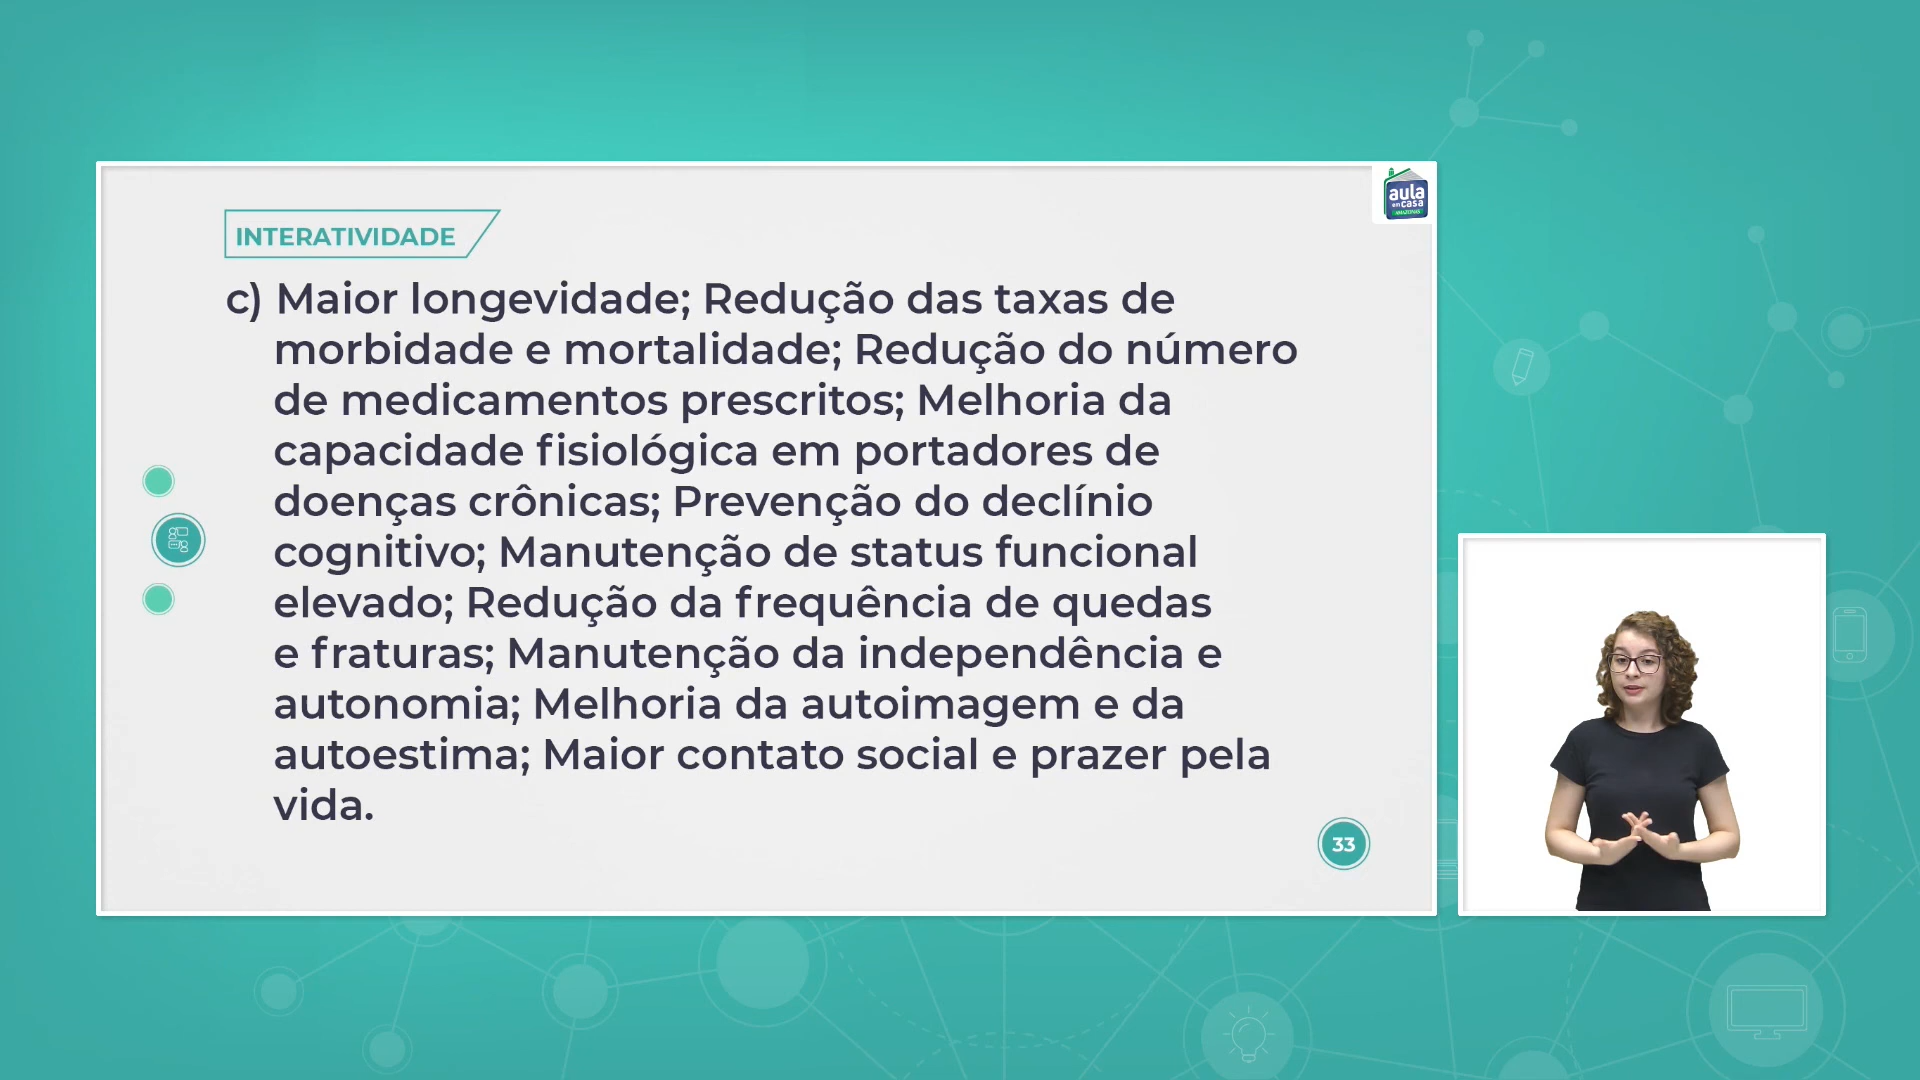 aula
em casa
AMAZONAS
INTERATIVIDADE
c) Maior longevidade; Redução das taxas de
morbidade e mortalidade; Redução do número
de medicamentos prescritos; Melhoria da
capacidade fisiológica em portadores de
doenças crônicas; Prevenção do declínio
cognitivo; Manutenção de status funcional
elevado; Redução da frequência de quedas
e fraturas; Manutenção da independência e
autonomia; Melhoria da autoimagem e da
autoestima; Maior contato social e prazer pela
vida.
33